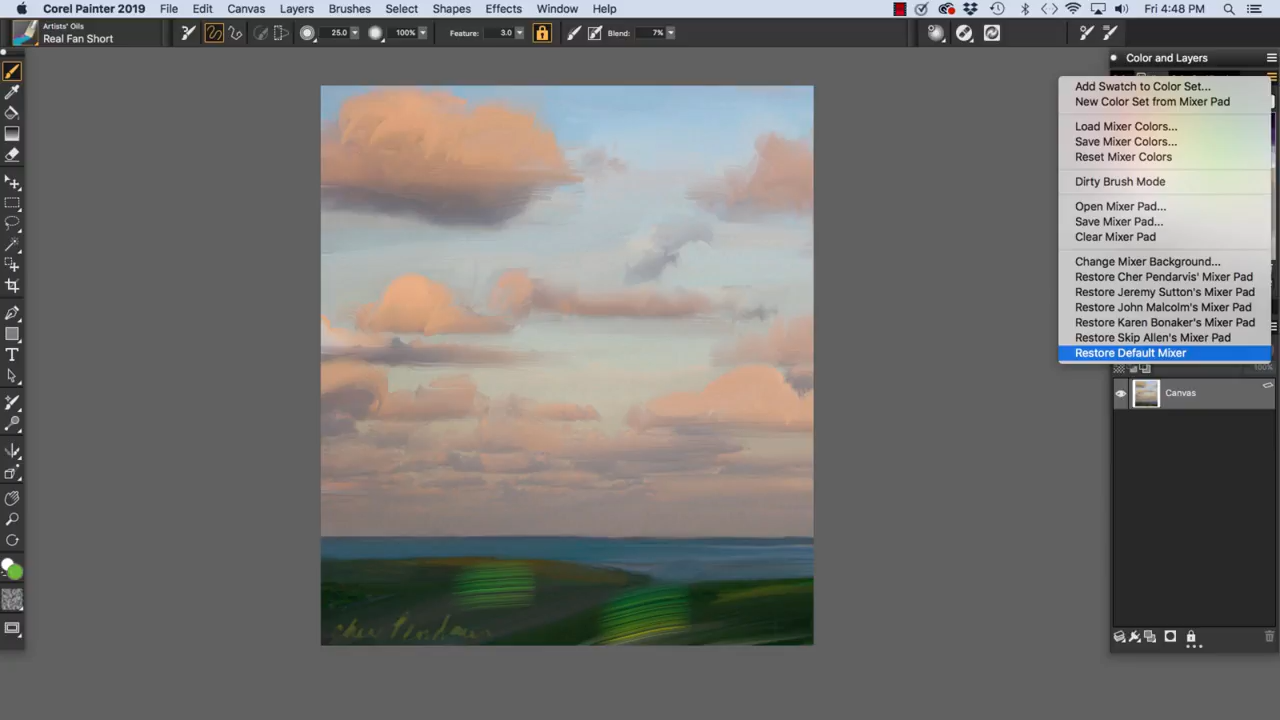 Corel Painter 2019 File Edit Canvas Layers Brushes Select Shapes Effects Window Help Fri 4:48 PM
Artists' Oils
Real Fan Short
25.0 100% Feature: 3.0 Blend: 7%
Color and Layers
Add Swatch to Color Set...
New Color Set from Mixer Pad
Load Mixer Colors...
Save Mixer Colors...
Reset Mixer Colors
Dirty Brush Mode
Open Mixer Pad...
Save Mixer Pad...
Clear Mixer Pad
Change Mixer Background...
Restore Cher Pendarvis' Mixer Pad
Restore Jeremy Sutton's Mixer Pad
Restore John Malcolm's Mixer Pad
Restore Karen Bonaker's Mixer Pad
Restore Skip Allen's Mixer Pad
Restore Default Mixer
100%
Canvas
Cher Pendarvis